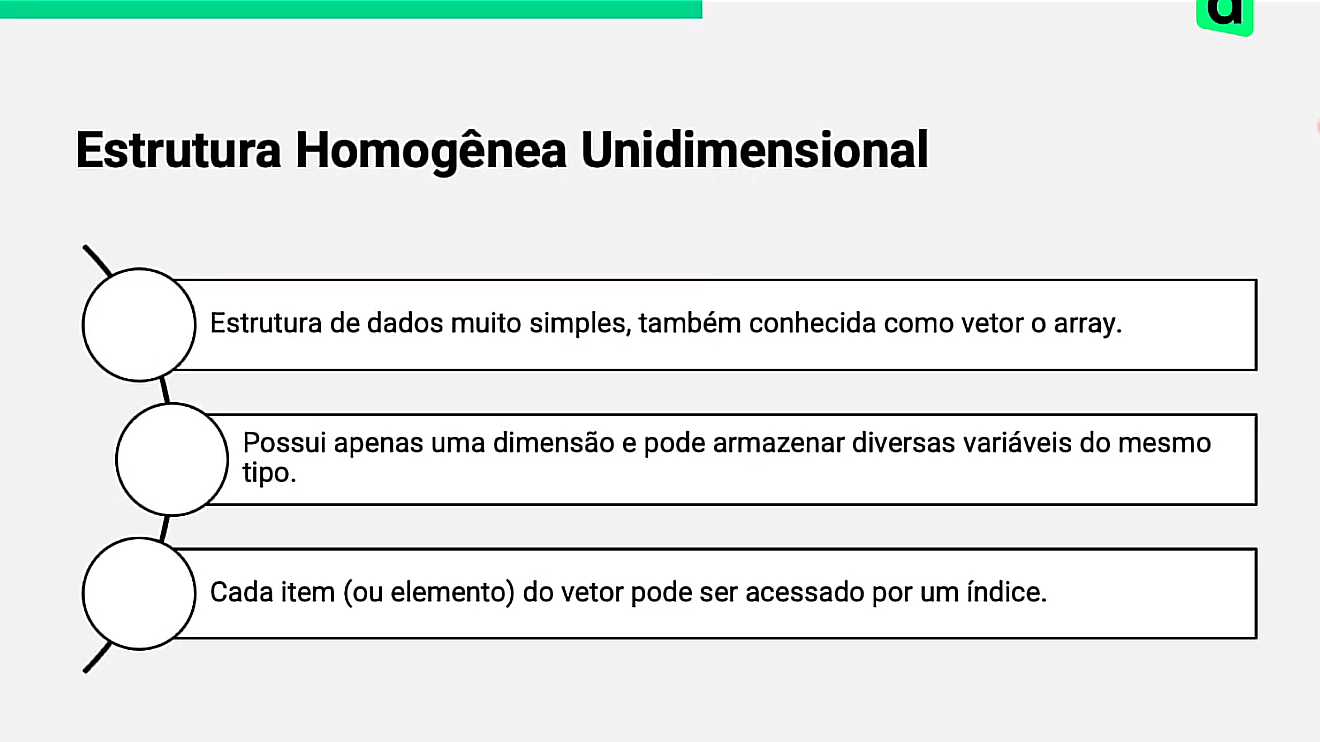 d
Estrutura Homogênea Unidimensional
Estrutura de dados muito simples, também conhecida como vetor o array.
Possui apenas uma dimensão e pode armazenar diversas variáveis do mesmo
tipo.
Cada item (ou elemento) do vetor pode ser acessado por um índice.